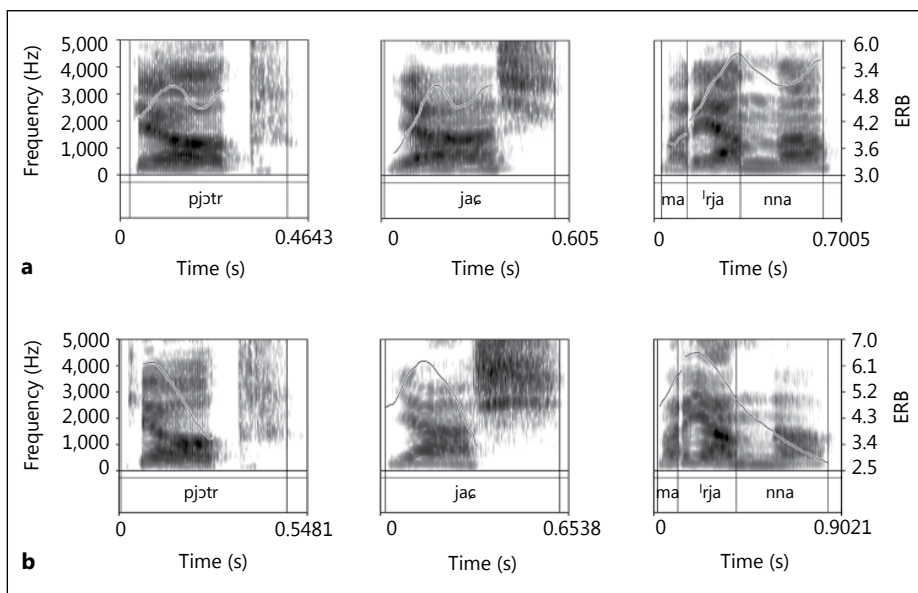 Frequency (Hz)
5,000
4,000
3,000
2,000
1,000
0
6.0
3.4
4.8
4.2
3.6
3.0
ERB
pjɔtr
jaɕ
ma ˈrja nna
0 0.4643
0 0.605
0 0.7005
a Time (s) Time (s) Time (s)
Frequency (Hz)
5,000
4,000
3,000
2,000
1,000
0
7.0
6.1
5.2
4.3
3.4
2.5
ERB
pjɔtr
jaɕ
ma ˈrja nna
0 0.5481
0 0.6538
0 0.9021
b Time (s) Time (s) Time (s)